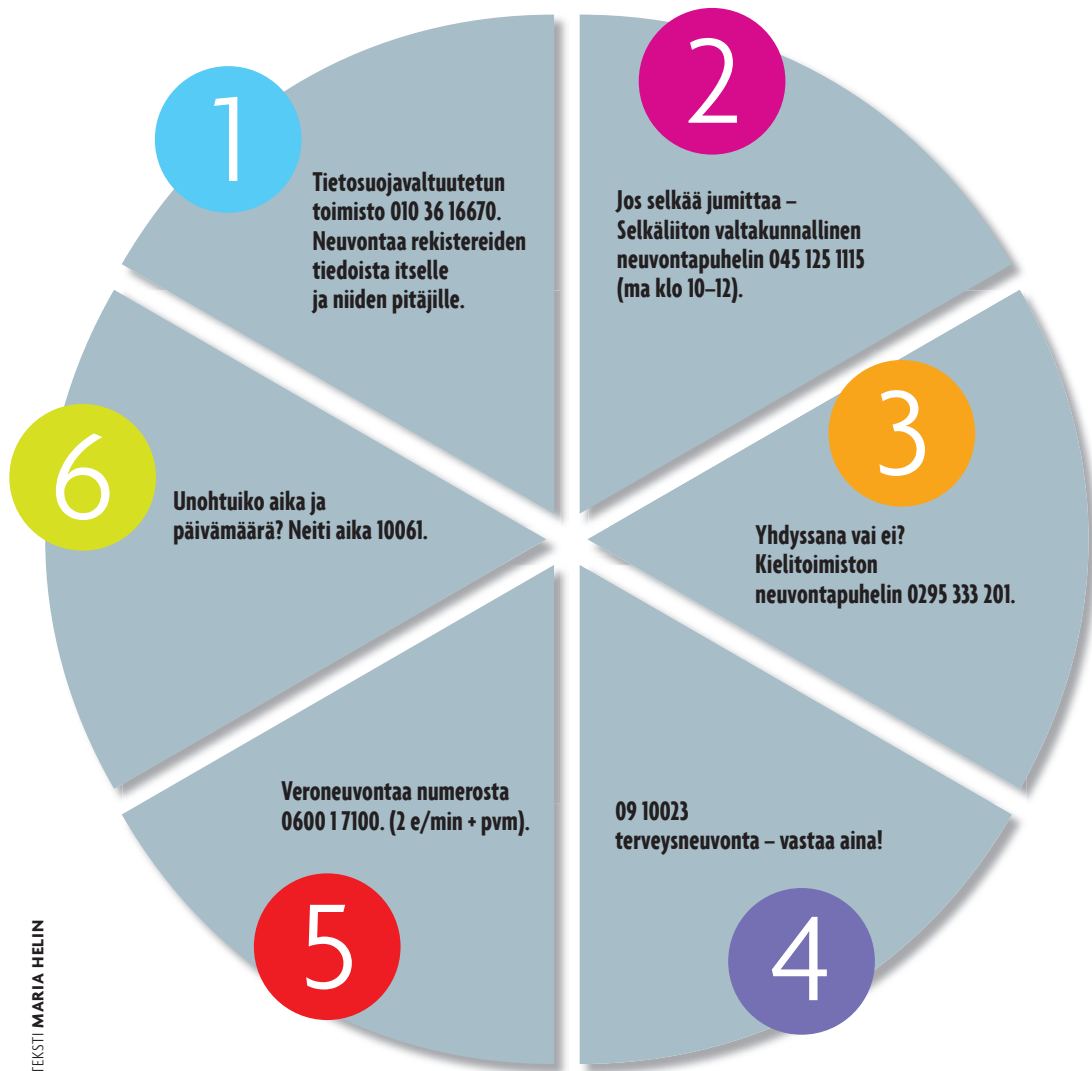 1
Tietosuojavaltuutetun
toimisto 010 36 16670.
Neuvontaa rekistereiden
tiedoista itselle
ja niiden pitäjille.
2
Jos selkää jumittaa –
Selkäliiton valtakunnallinen
neuvontapuhelin 045 125 1115
(ma klo 10–12).
3
Yhdyssana vai ei?
Kielitoimiston
neuvontapuhelin 0295 333 201.
4
09 10023
terveysneuvonta – vastaa aina!
5
Veroneuvontaa numerosta
0600 1 7100. (2 e/min + pvm).
6
Unohtuiko aika ja
päivämäärä? Neiti aika 10061.
TEKSTI MARIA HELIN